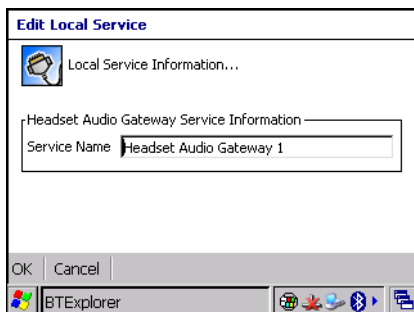 Edit Local Service
Local Service Information...
Headset Audio Gateway Service Information
Service Name Headset Audio Gateway 1
OK Cancel
BTExplorer